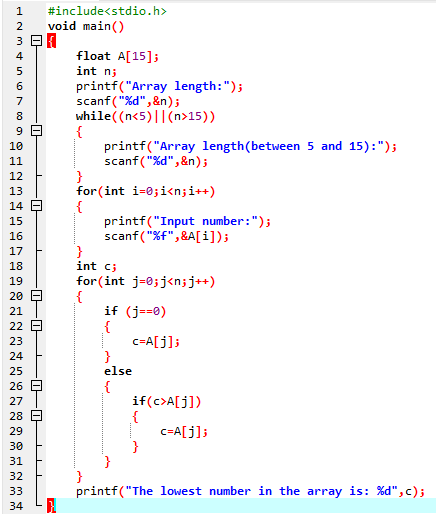 1 #include<stdio.h>
2 void main()
3 {
4 float A[15];
5 int n;
6 printf("Array length:");
7 scanf("%d",&n);
8 while((n<5)||(n>15))
9 {
10 printf("Array length(between 5 and 15):");
11 scanf("%d",&n);
12 }
13 for(int i=0;i<n;i++)
14 {
15 printf("Input number:");
16 scanf("%f",&A[i]);
17 }
18 int c;
19 for(int j=0;j<n;j++)
20 {
21 if (j==0)
22 {
23 c=A[j];
24 }
25 else
26 {
27 if(c>A[j])
28 {
29 c=A[j];
30 }
31 }
32 }
33 printf("The lowest number in the array is: %d",c);
34 }